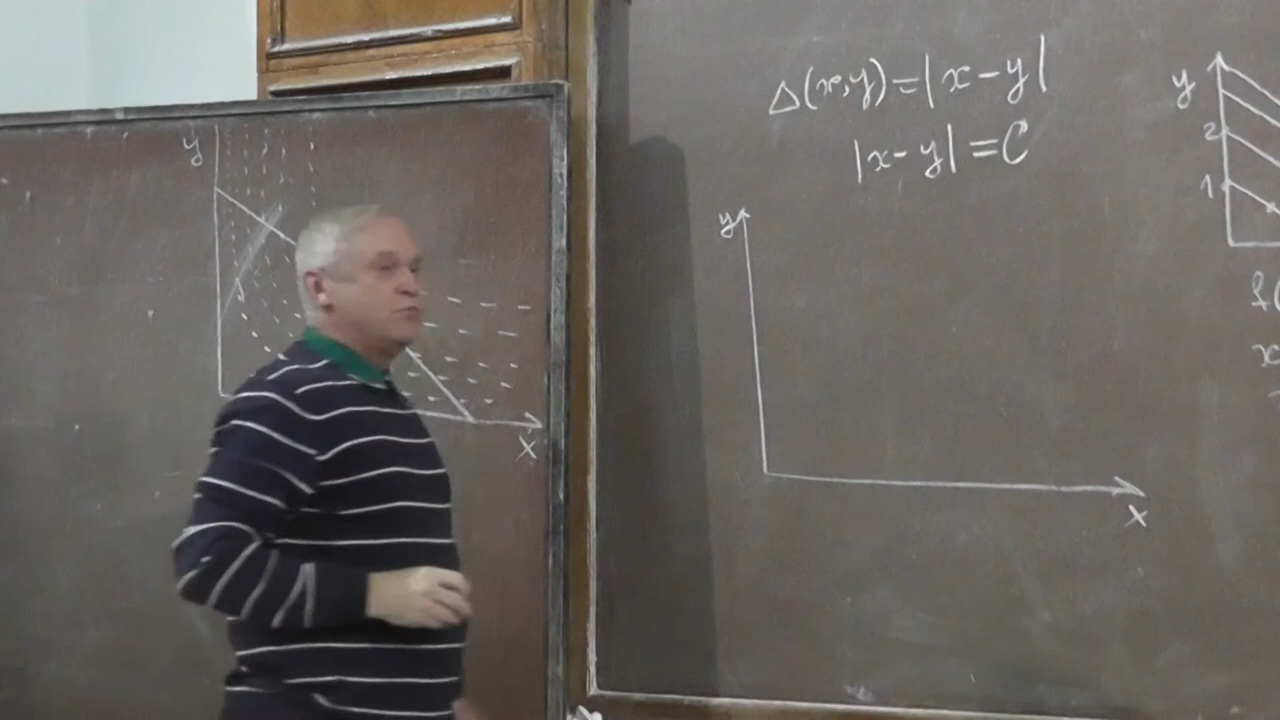 y
x
Δ(x,y)=|x-y|
|x-y|=C
y
x
y
2
1
f(
x